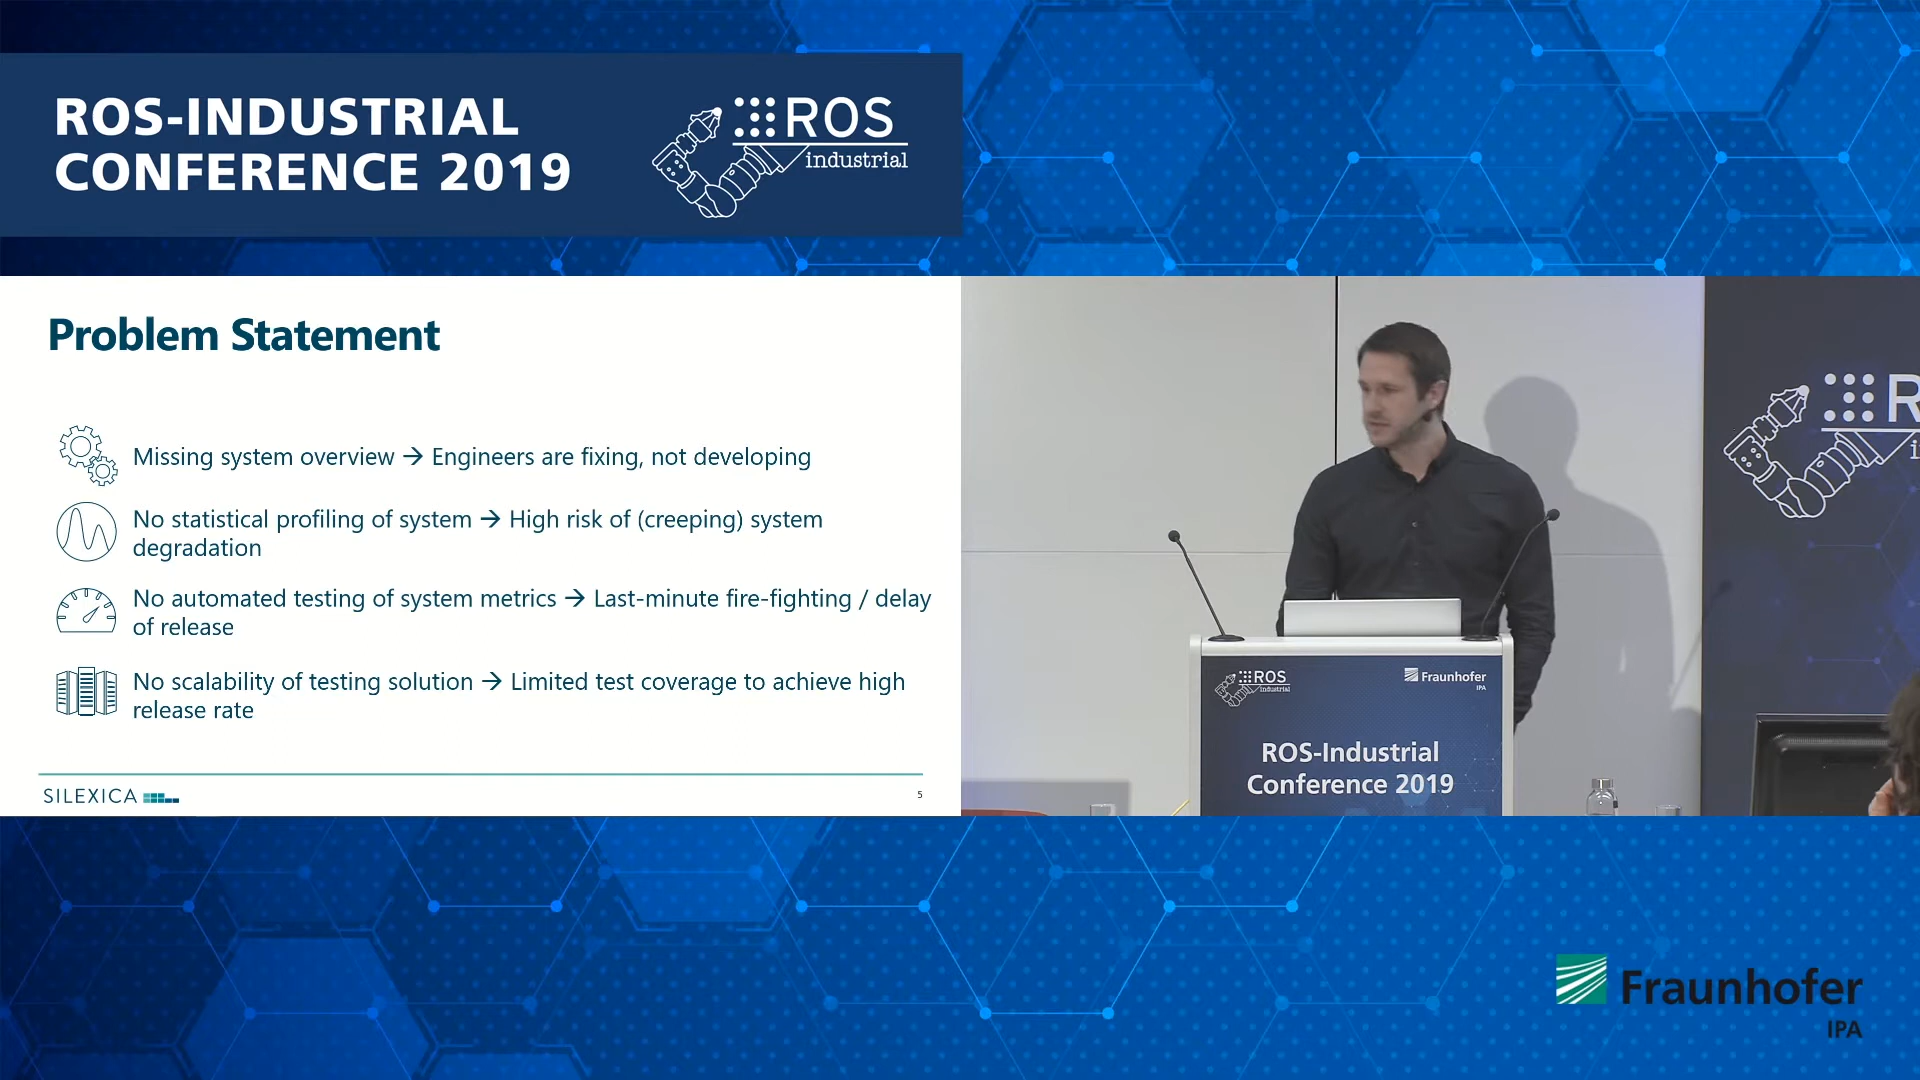 ROS-INDUSTRIAL
CONFERENCE 2019
ROS
industrial
Problem Statement
Missing system overview → Engineers are fixing, not developing
No statistical profiling of system → High risk of (creeping) system
degradation
No automated testing of system metrics → Last-minute fire-fighting / delay
of release
No scalability of testing solution → Limited test coverage to achieve high
release rate
SILEXICA
5
R
i
ROS
industrial
Fraunhofer
IPA
ROS-Industrial
Conference 2019
Fraunhofer
IPA